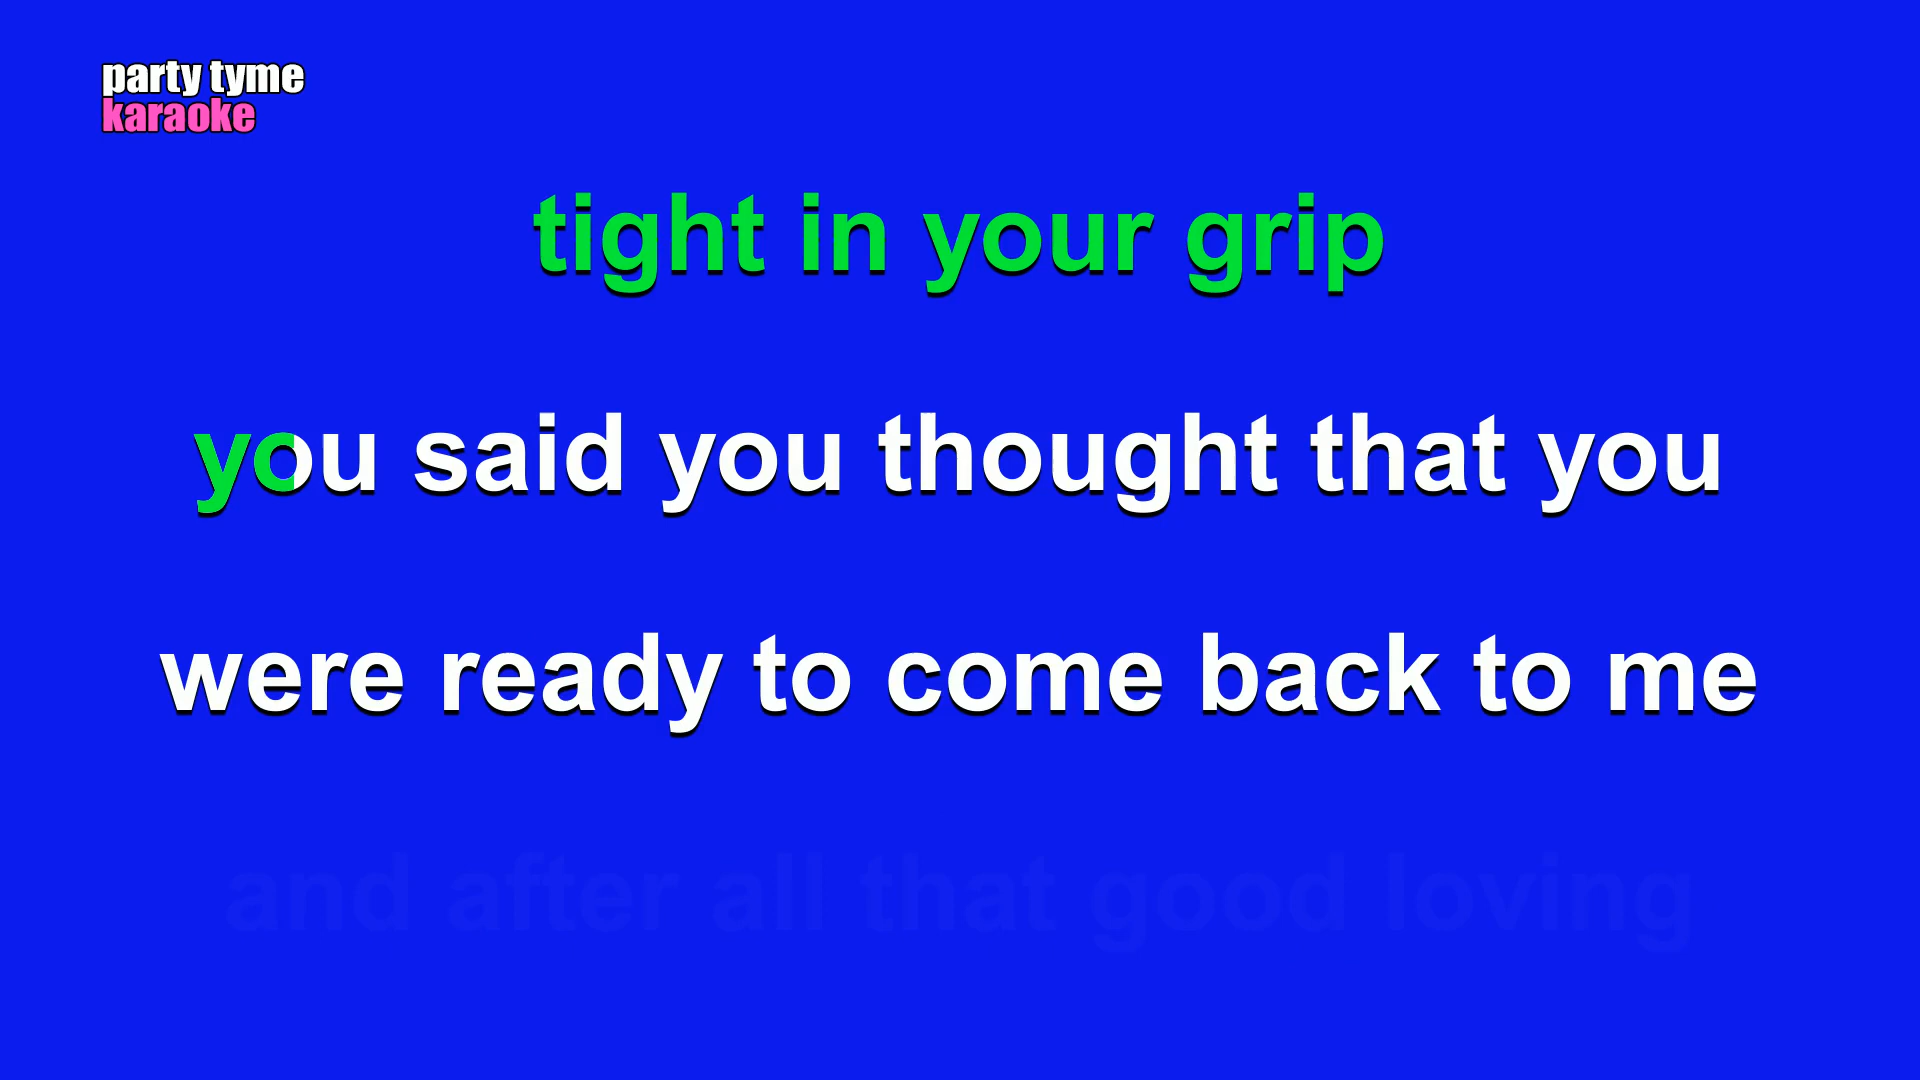 party tyme
karaoke
tight in your grip
you said you thought that you
were ready to come back to me
and after all that good loving